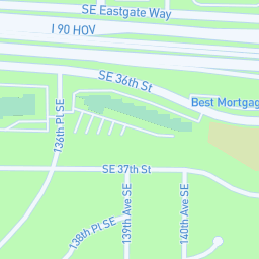 SE Eastgate Way
I 90 HOV
SE 36th St
Best Mortgag
136th Pl SE
SE 37th St
139th Ave SE
140th Ave SE
138th Pl SE